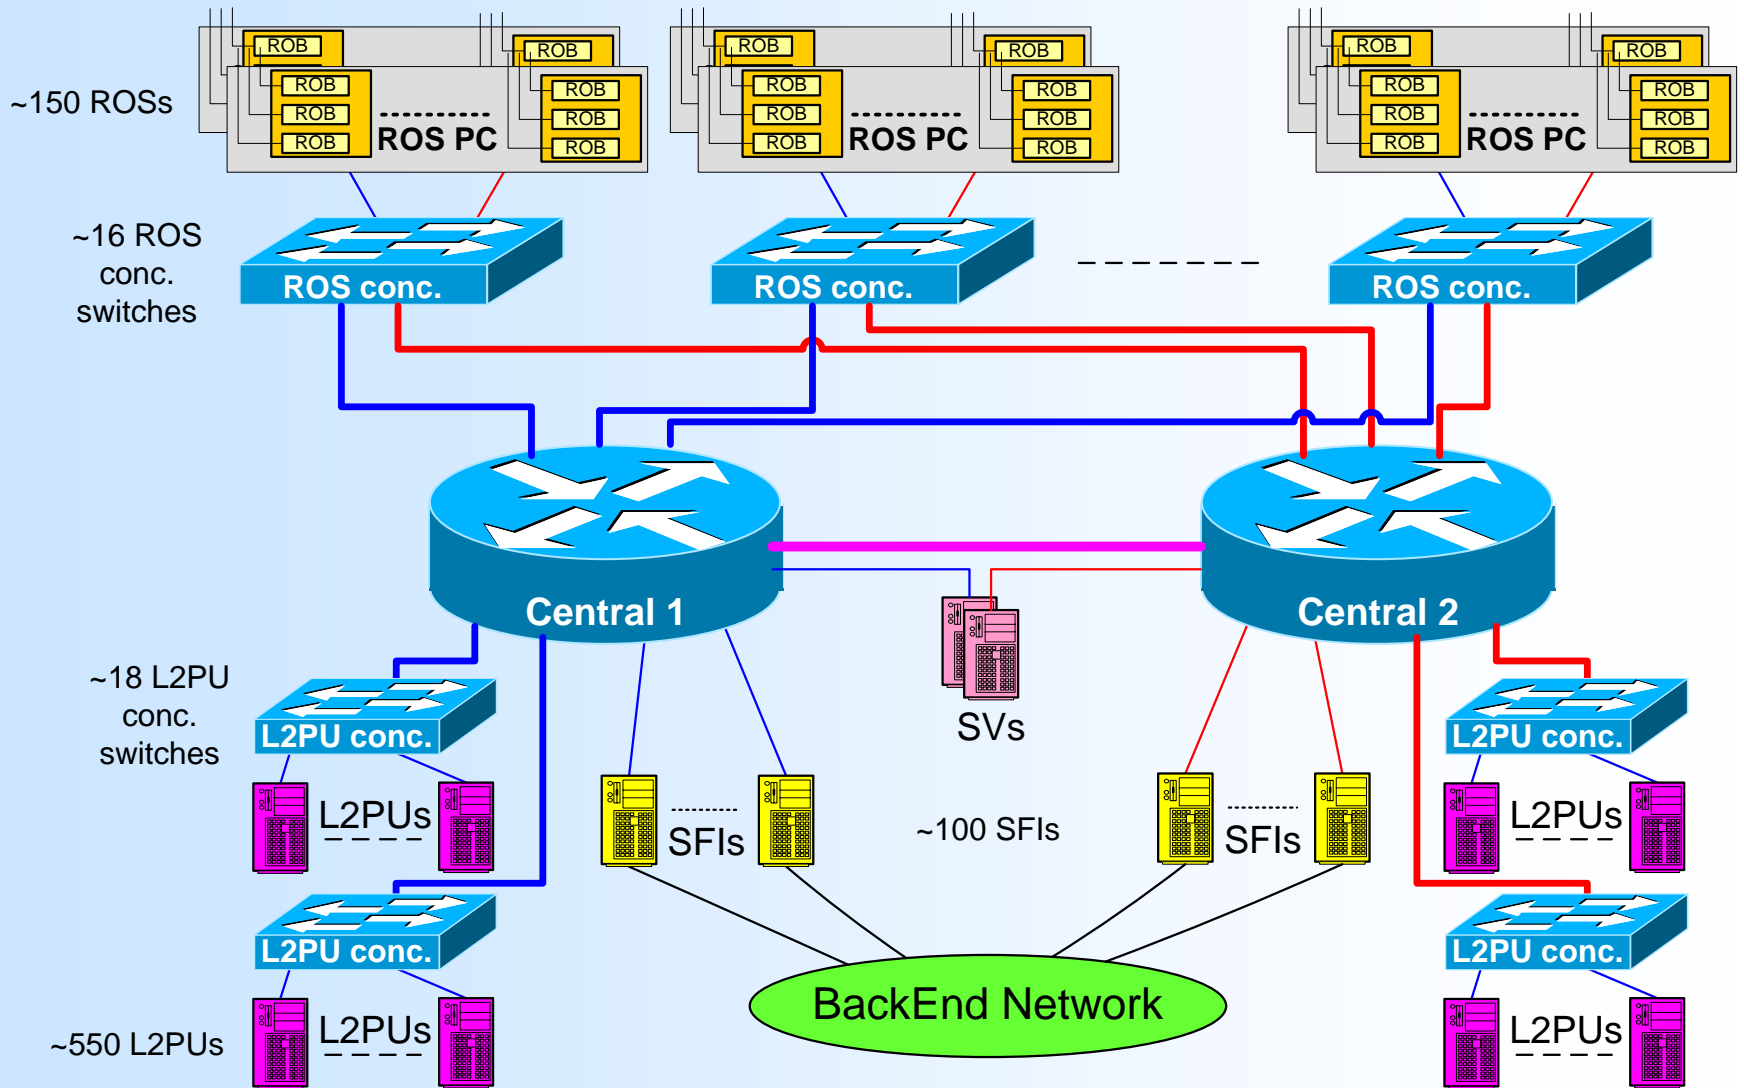 ROB ROB ROB ROB ROB ROB
ROB ROB ROB ROB ROB ROB
ROB ROB ROB ROB ROB ROB
ROB ROB ROB ROB ROB ROB
~150 ROSs
ROS PC ROS PC ROS PC
~16 ROS
conc.
switches
ROS conc. ROS conc. ROS conc.
Central 1 Central 2
~18 L2PU
conc.
switches
SVs
L2PU conc. L2PU conc.
L2PUs SFIs ~100 SFIs SFIs L2PUs
L2PU conc. L2PU conc.
BackEnd Network
~550 L2PUs
L2PUs L2PUs